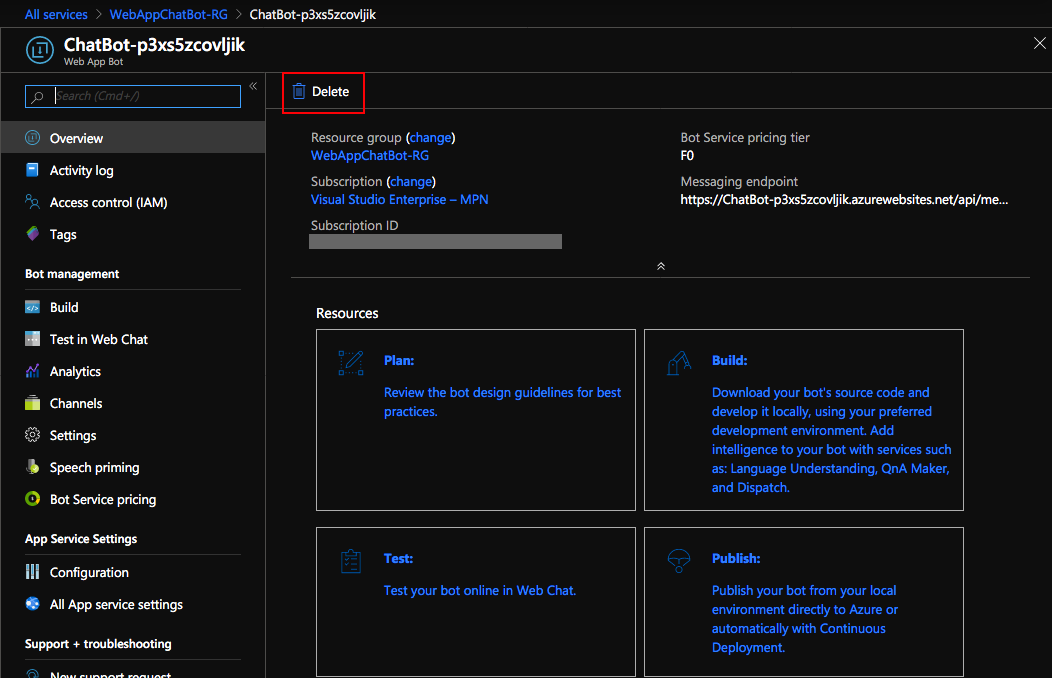 All services > WebAppChatBot-RG > ChatBot-p3xs5zcovljik
ChatBot-p3xs5zcovljik
Web App Bot
Search (Cmd+/)
Overview
Activity log
Access control (IAM)
Tags
Bot management
Build
Test in Web Chat
Analytics
Channels
Settings
Speech priming
Bot Service pricing
App Service Settings
Configuration
All App service settings
Support + troubleshooting
New support request
Delete
Resource group (change)
WebAppChatBot-RG
Subscription (change)
Visual Studio Enterprise – MPN
Subscription ID
Bot Service pricing tier
F0
Messaging endpoint
https://ChatBot-p3xs5zcovljik.azurewebsites.net/api/me...
Resources
Plan:
Review the bot design guidelines for best
practices.
Build:
Download your bot's source code and
develop it locally, using your preferred
development environment. Add
intelligence to your bot with services such
as: Language Understanding, QnA Maker,
and Dispatch.
Test:
Test your bot online in Web Chat.
Publish:
Publish your bot from your local
environment directly to Azure or
automatically with Continuous
Deployment.